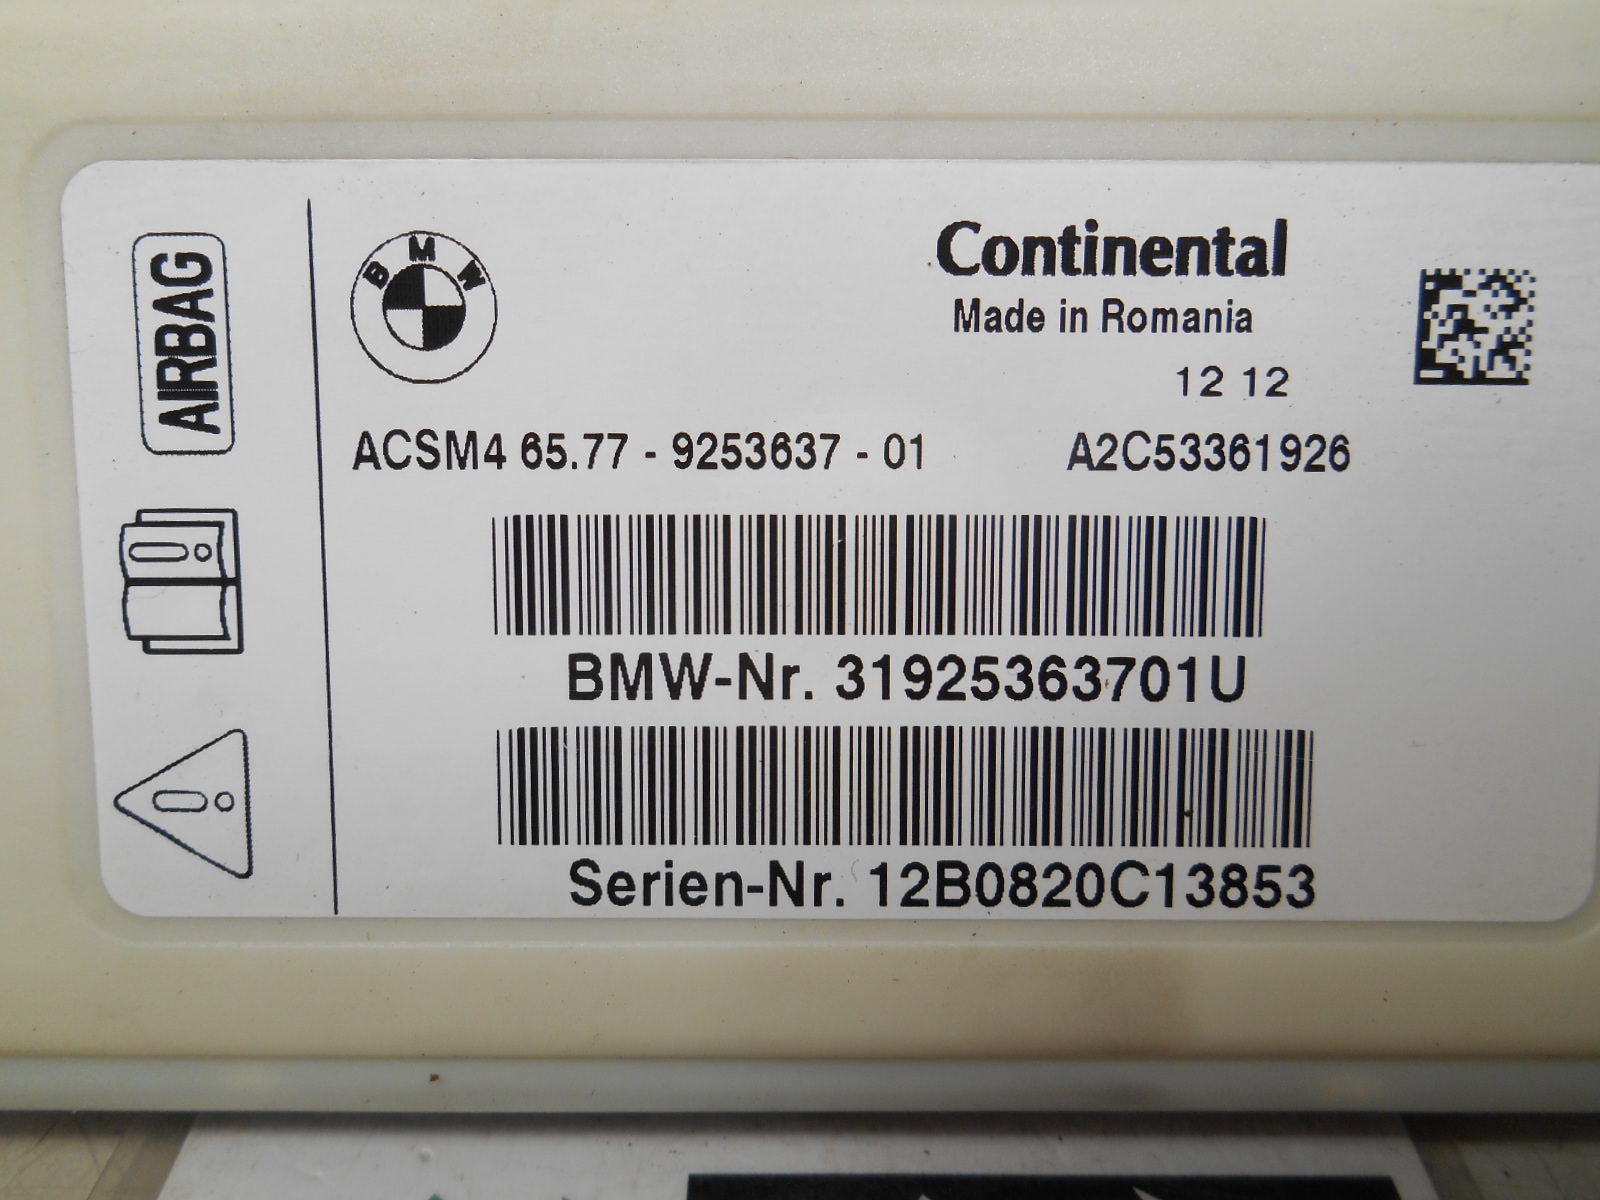 AIRBAG
BMW
Continental
Made in Romania
12 12
ACSM4 65.77 - 9253637 - 01 A2C53361926
BMW-Nr. 31925363701U
Serien-Nr. 12B0820C13853